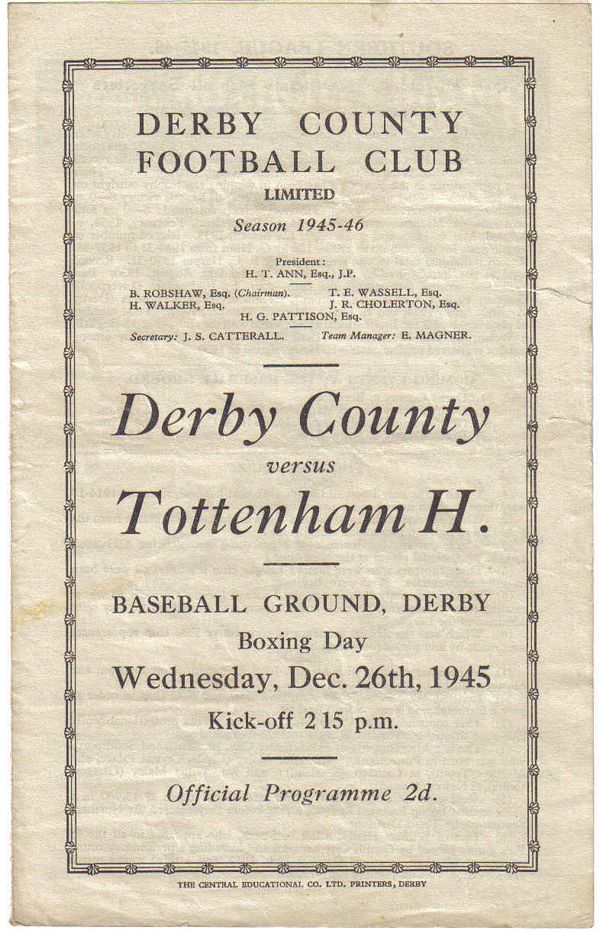 DERBY COUNTY
FOOTBALL CLUB
LIMITED
Season 1945-46
President:
H. T. ANN, Esq., J.P.
B. ROBSHAW, Esq. (Chairman). T. E. WASSELL, Esq.
H. WALKER, Esq. J. R. CHOLERTON, Esq.
H. G. PATTISON, Esq.
Secretary: J. S. CATTERALL. Team Manager: E. MAGNER.
Derby County
versus
Tottenham H.
BASEBALL GROUND, DERBY
Boxing Day
Wednesday, Dec. 26th, 1945
Kick-off 2 15 p.m.
Official Programme 2d.
THE CENTRAL EDUCATIONAL CO. LTD. PRINTERS, DERBY